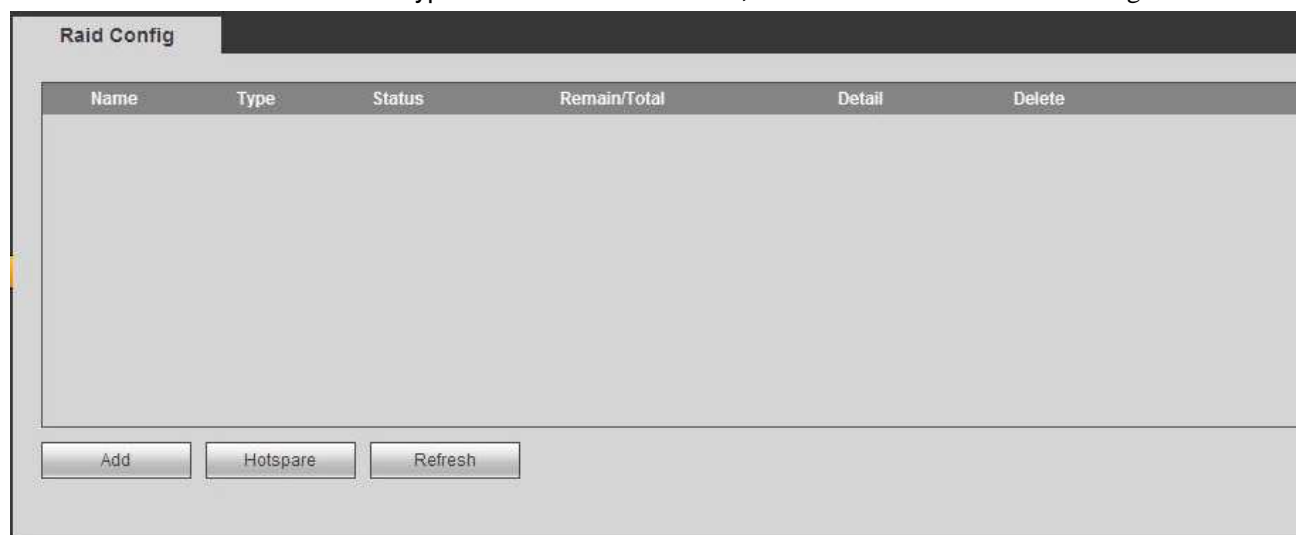 Raid Config
Name Type Status Remain/Total Detail Delete
Add Hotspare Refresh